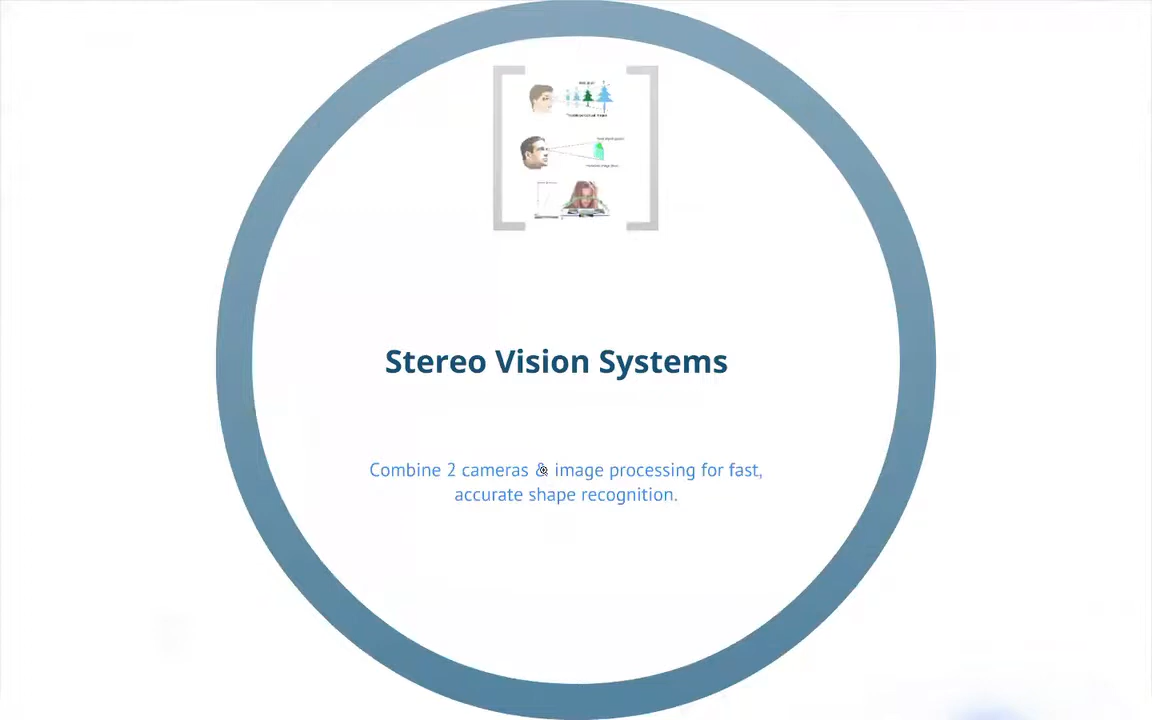 Stereo Vision Systems
Combine 2 cameras & image processing for fast,
accurate shape recognition.